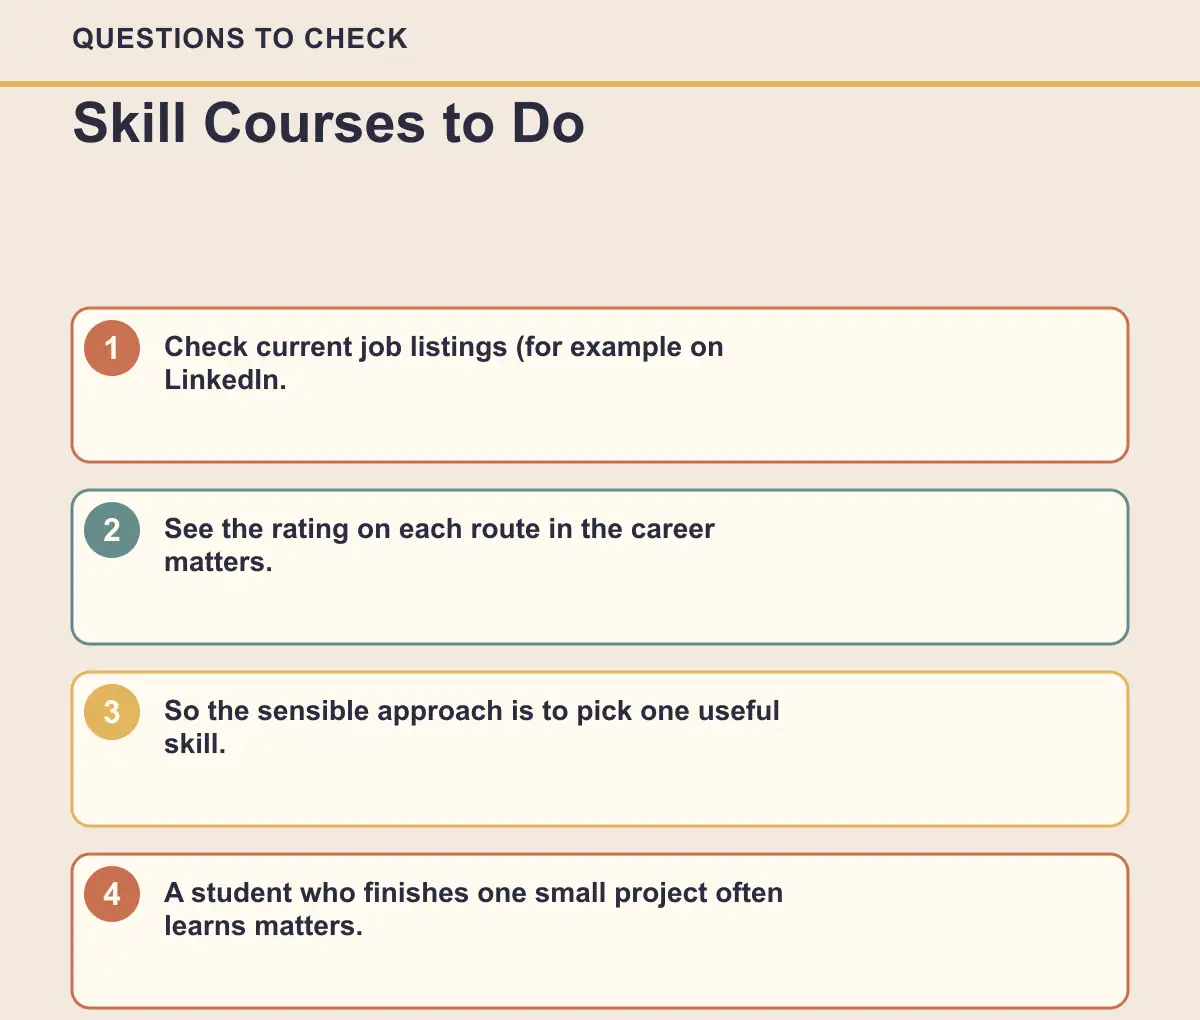 QUESTIONS TO CHECK
Skill Courses to Do
1
Check current job listings (for example on
LinkedIn.
2
See the rating on each route in the career
matters.
3
So the sensible approach is to pick one useful
skill.
4
A student who finishes one small project often
learns matters.